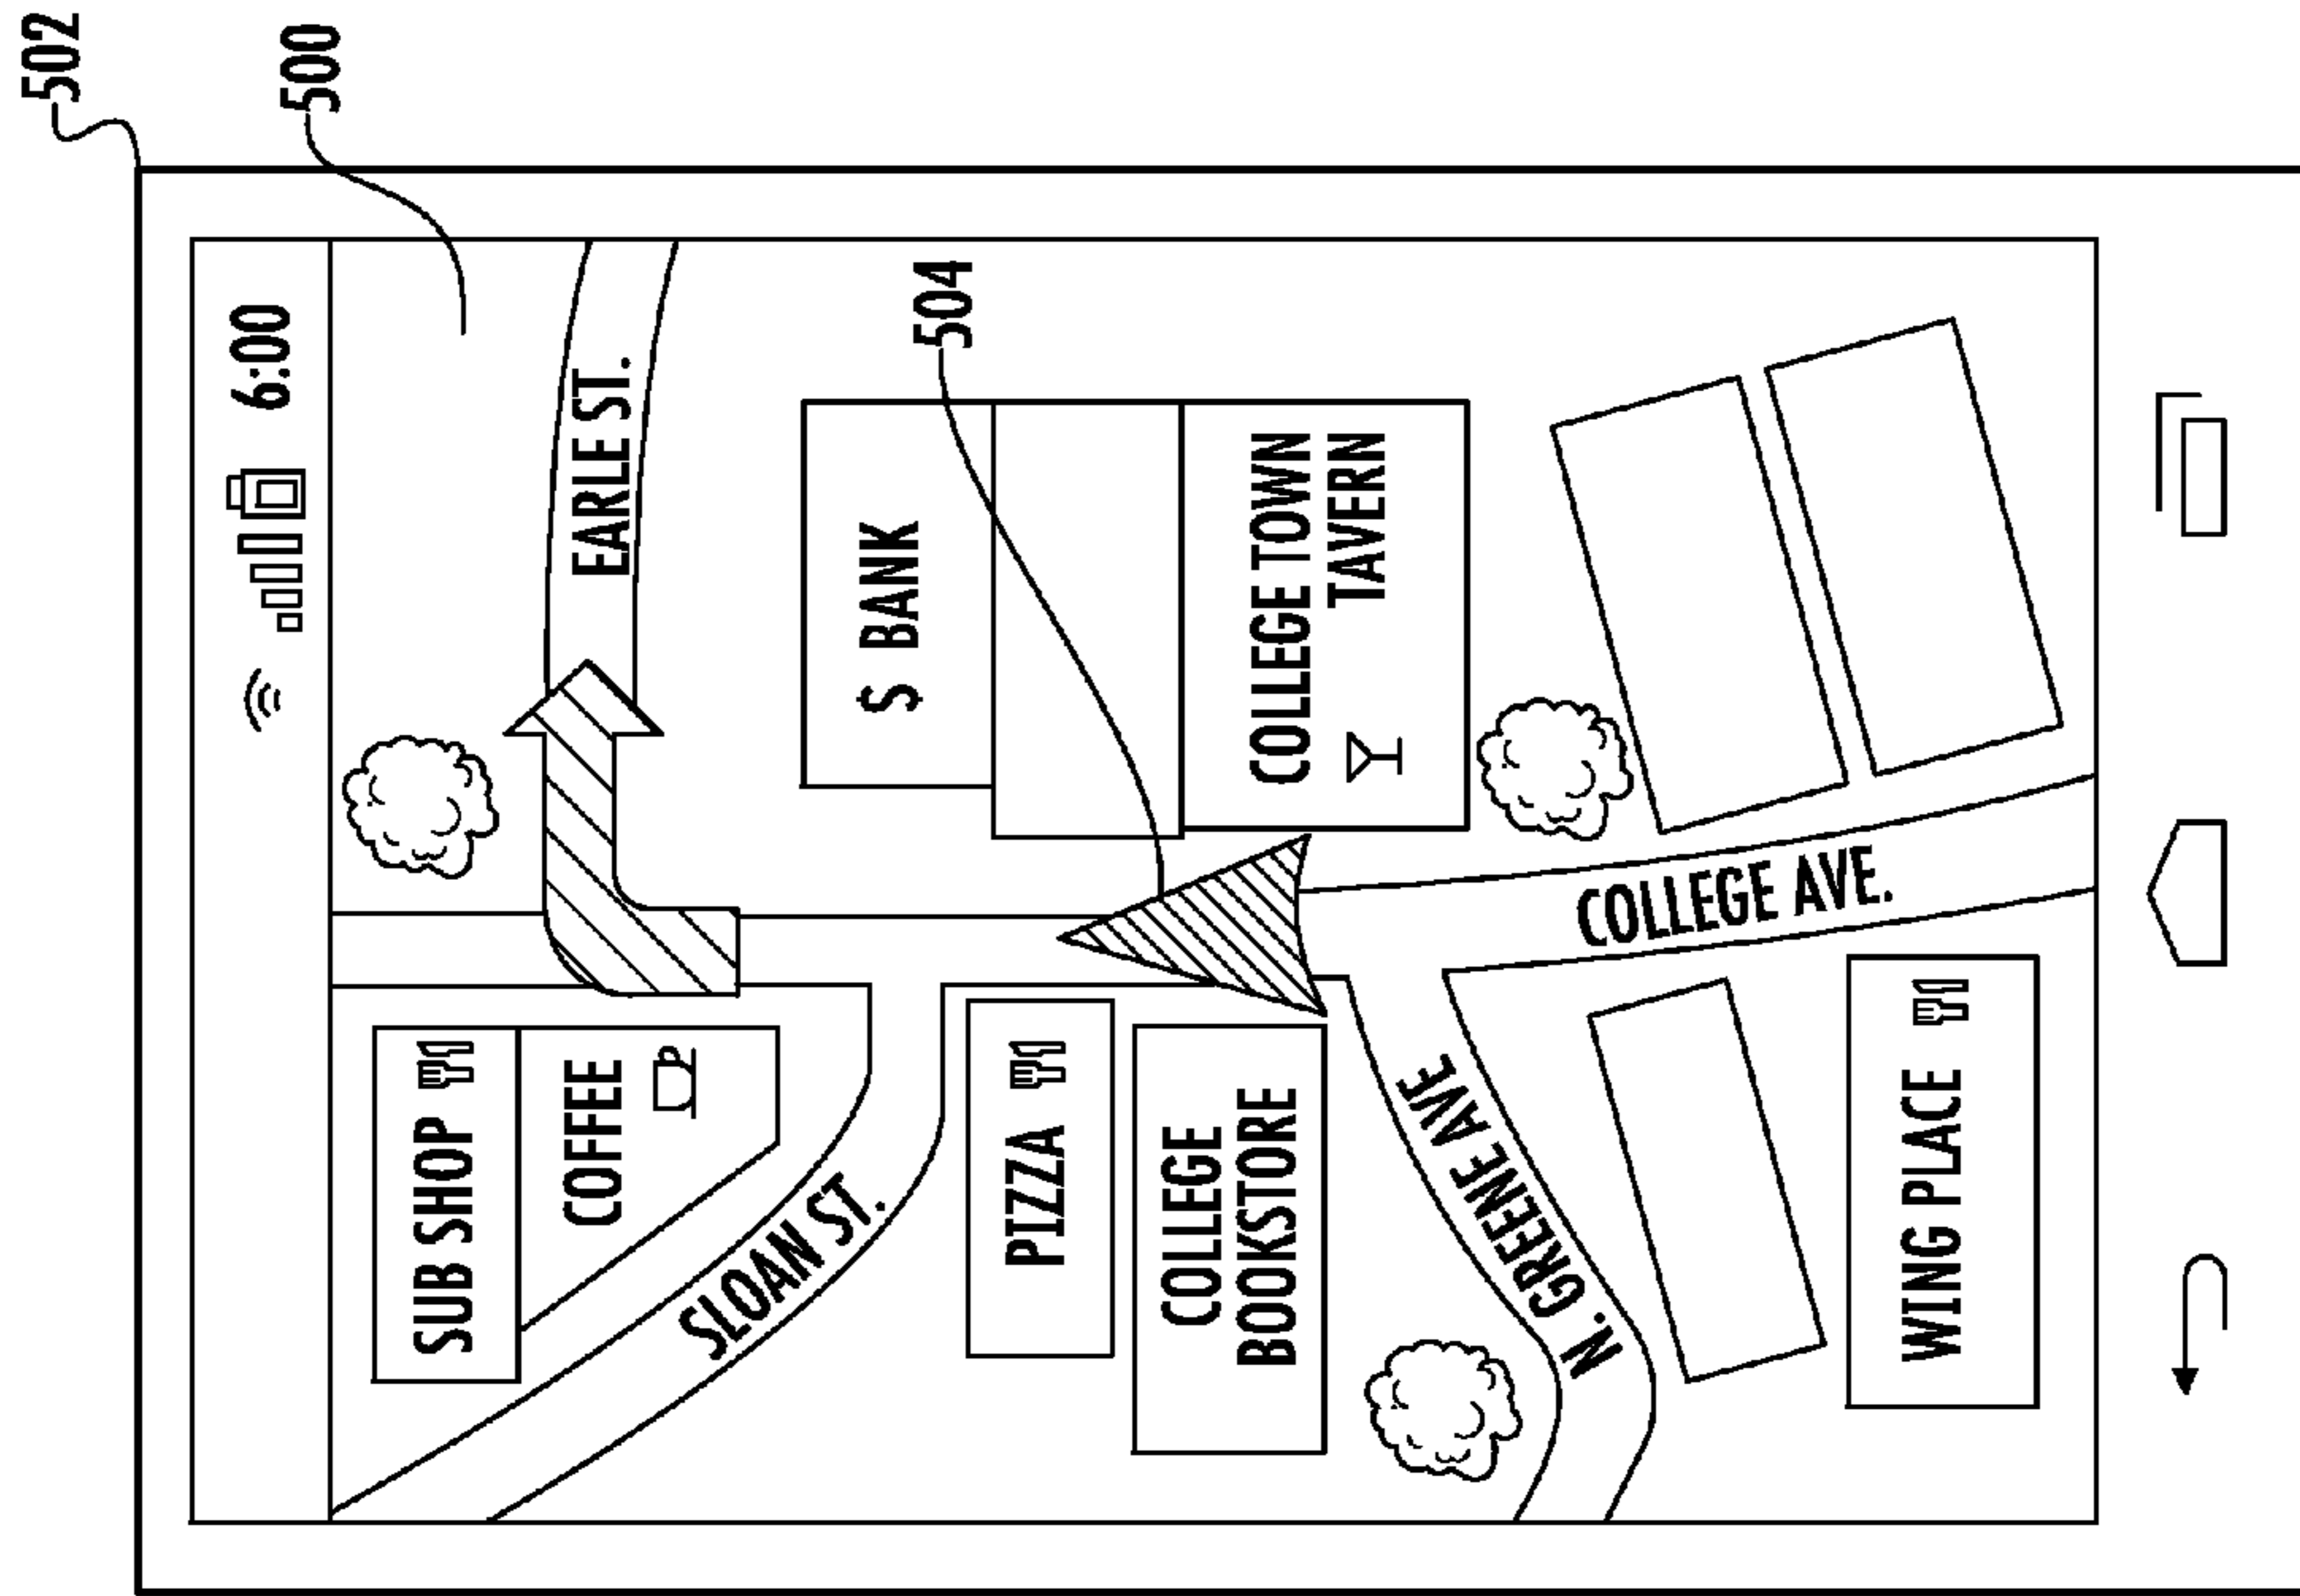 502
6:00
500
SUB SHOP
EARLE ST.
COFFEE
SLOAN ST.
$ BANK
504
PIZZA
COLLEGE
BOOKSTORE
COLLEGE TOWN
TAVERN
N. GREENE AVE
COLLEGE AVE.
WING PLACE